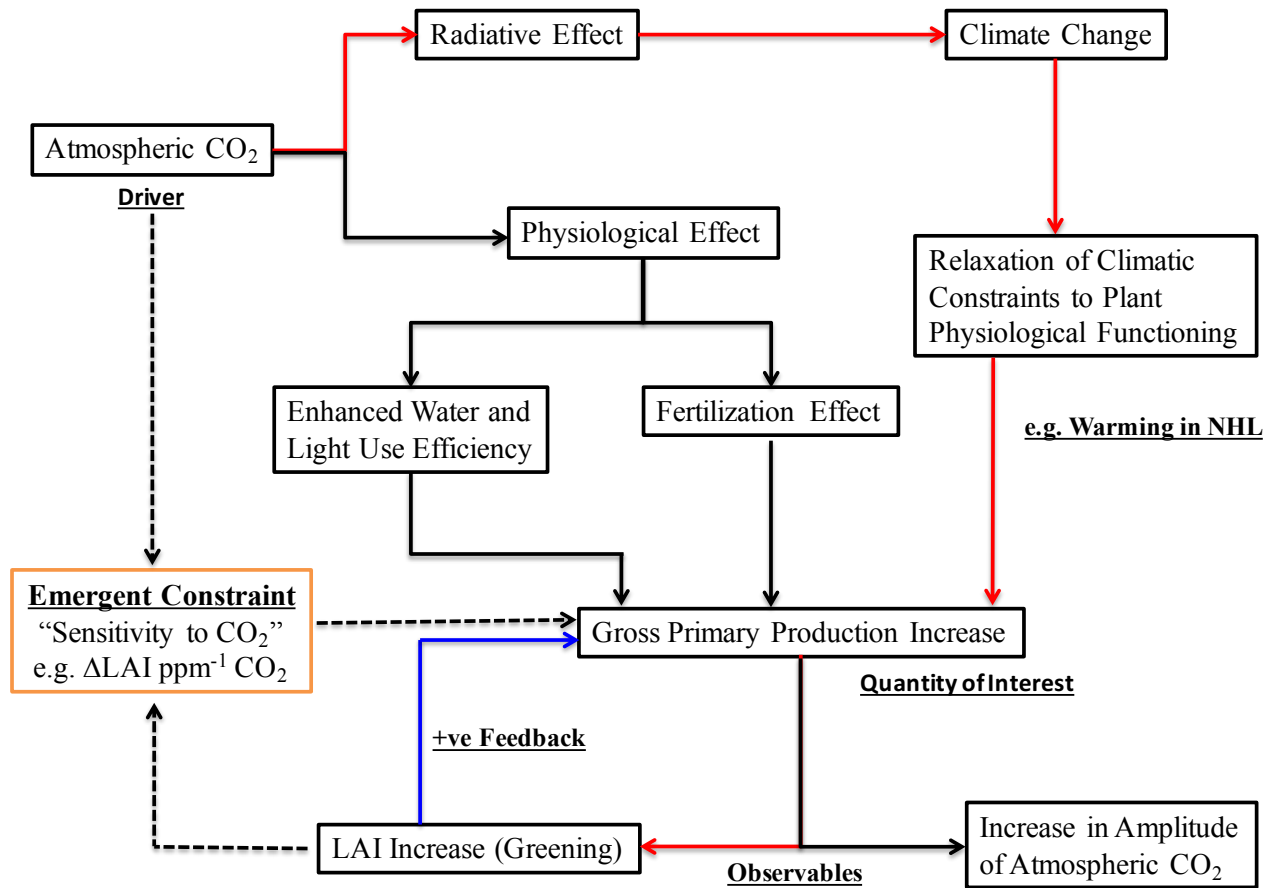 Radiative Effect
Climate Change
Atmospheric CO₂
Driver
Physiological Effect
Relaxation of Climatic
Constraints to Plant
Physiological Functioning
Enhanced Water and
Light Use Efficiency
Fertilization Effect
e.g. Warming in NHL
Emergent Constraint
“Sensitivity to CO₂”
e.g. ΔLAI ppm⁻¹ CO₂
Gross Primary Production Increase
Quantity of Interest
+ve Feedback
LAI Increase (Greening)
Observables
Increase in Amplitude
of Atmospheric CO₂